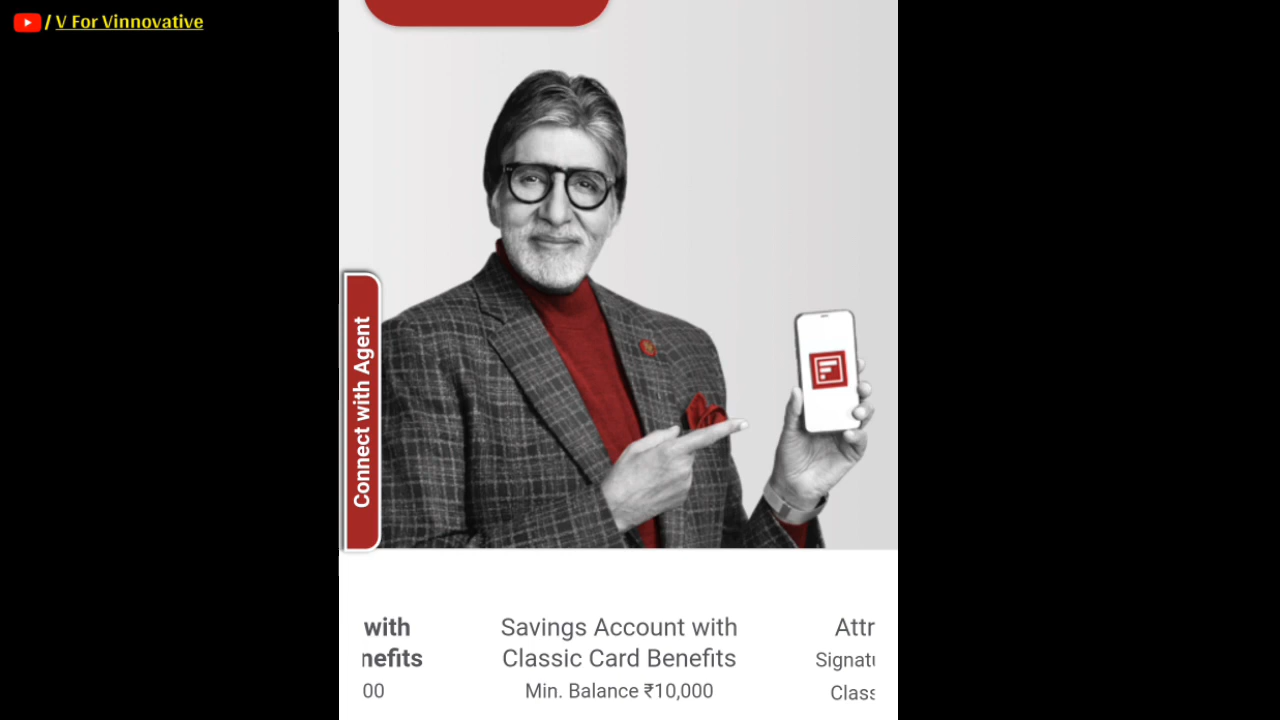 / V For Vinnovative
Connect with Agent
with
nefits
00
Savings Account with
Classic Card Benefits
Min. Balance ₹10,000
Attr
Signatu
Class